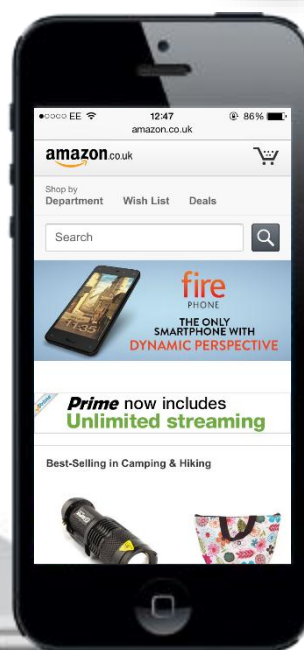 EE 12:47 86%
amazon.co.uk
amazon.co.uk
Shop by
Department Wish List Deals
Search
fire
PHONE
THE ONLY
SMARTPHONE WITH
DYNAMIC PERSPECTIVE
Prime now includes
Unlimited streaming
Best-Selling in Camping & Hiking